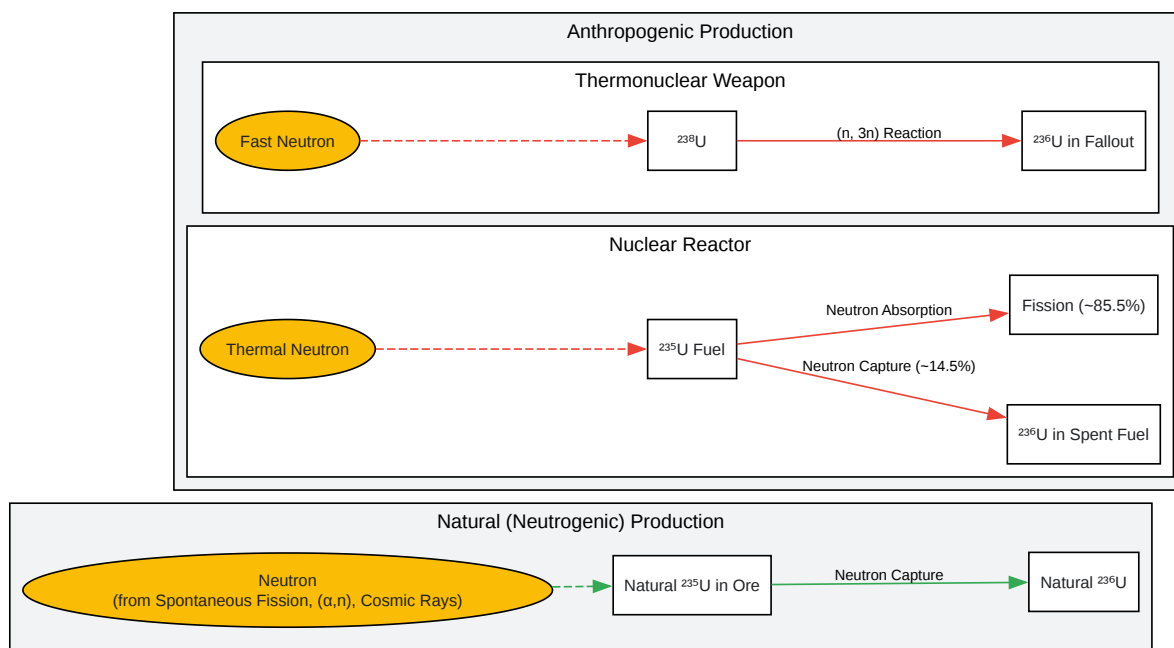 Anthropogenic Production
Thermonuclear Weapon
Fast Neutron
²³⁸U
(n, 3n) Reaction
²³⁶U in Fallout
Nuclear Reactor
Thermal Neutron
²³⁵U Fuel
Neutron Absorption
Fission (~85.5%)
Neutron Capture (~14.5%)
²³⁶U in Spent Fuel
Natural (Neutrogenic) Production
Neutron
(from Spontaneous Fission, (α,n), Cosmic Rays)
Natural ²³⁵U in Ore
Neutron Capture
Natural ²³⁶U